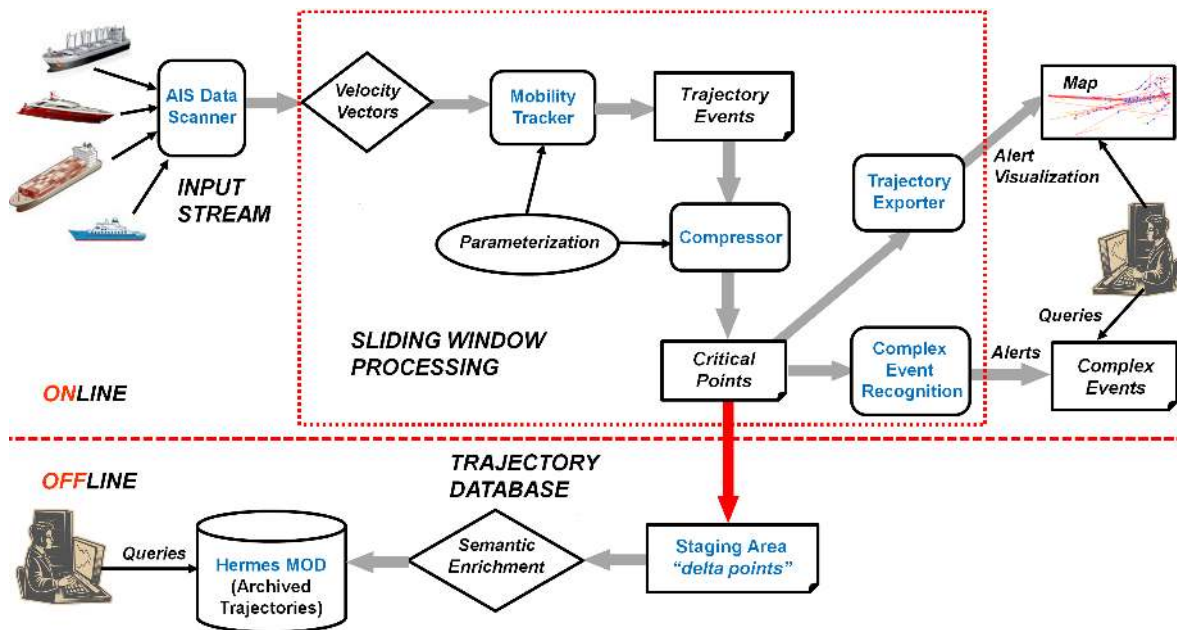 AIS Data
Scanner
INPUT
STREAM
Velocity
Vectors
Mobility
Tracker
Trajectory
Events
Parameterization
Compressor
Trajectory
Exporter
Map
Alert
Visualization
SLIDING WINDOW
PROCESSING
Critical
Points
Complex
Event
Recognition
Alerts
Queries
Complex
Events
ONLINE
OFFLINE
TRAJECTORY
DATABASE
Queries
Hermes MOD
(Archived
Trajectories)
Semantic
Enrichment
Staging Area
“delta points”